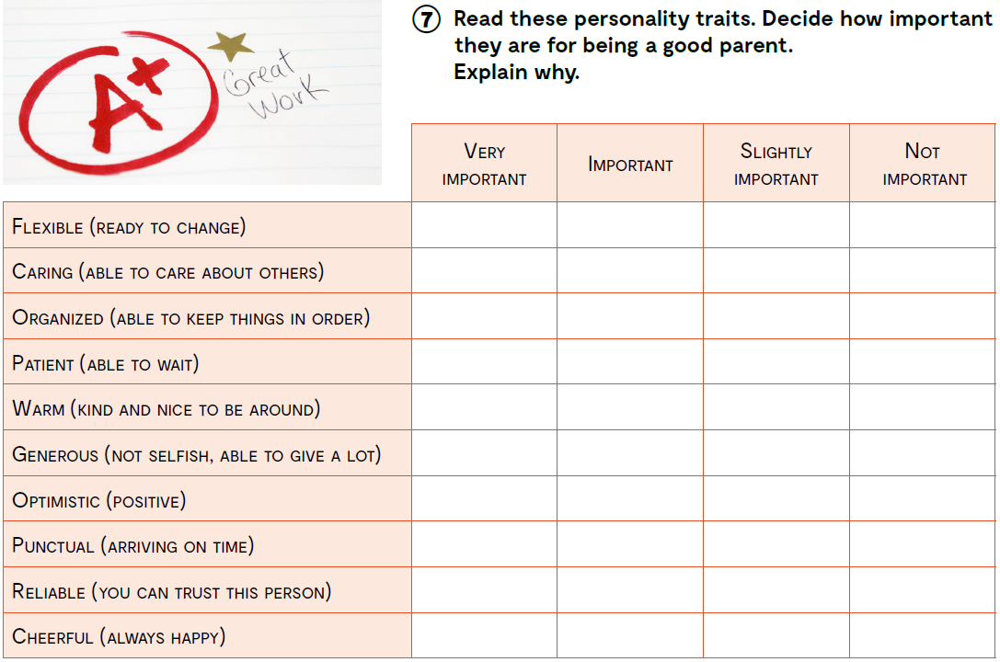 A+
Great
Work
7 Read these personality traits. Decide how important
they are for being a good parent.
Explain why.
Very
important
Important
Slightly
important
Not
important
Flexible (ready to change)
Caring (able to care about others)
Organized (able to keep things in order)
Patient (able to wait)
Warm (kind and nice to be around)
Generous (not selfish, able to give a lot)
Optimistic (positive)
Punctual (arriving on time)
Reliable (you can trust this person)
Cheerful (always happy)